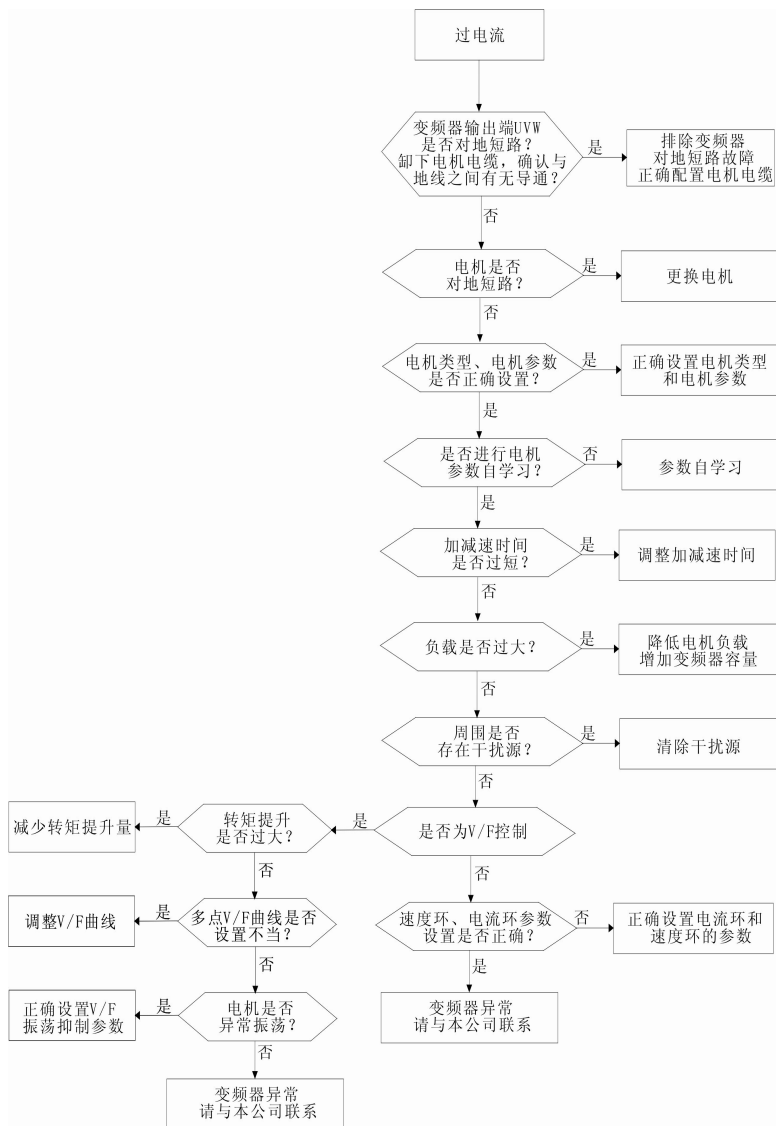 过电流
变频器输出端UVW
是否对地短路？
卸下电机电缆，确认与
地线之间有无导通？
是
排除变频器
对地短路故障
正确配置电机电缆
否
电机是否
对地短路？
是
更换电机
否
电机类型、电机参数
是否正确设置？
是
正确设置电机类型
和电机参数
是
是否进行电机
参数自学习？
否
参数自学习
是
加减速时间
是否过短？
是
调整加减速时间
否
负载是否过大？
是
降低电机负载
增加变频器容量
否
周围是否
存在干扰源？
是
清除干扰源
否
是否为V/F控制
是
转矩提升
是否过大？
是
减少转矩提升量
否
否
多点V/F曲线是否
设置不当？
是
调整V/F曲线
速度环、电流环参数
设置是否正确？
否
正确设置电流环和
速度环的参数
否
是
电机是否
异常振荡？
是
正确设置V/F
振荡抑制参数
变频器异常
请与本公司联系
否
变频器异常
请与本公司联系